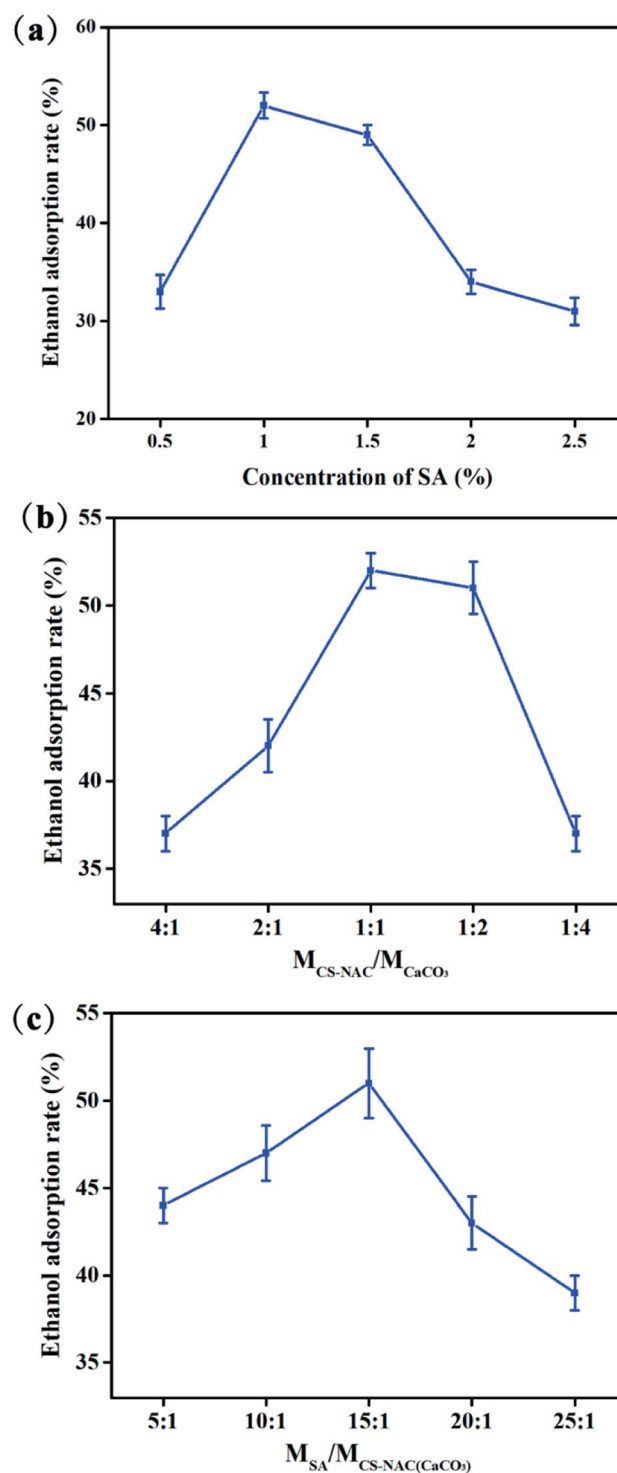 (a)
Ethanol adsorption rate (%)
60
50
40
30
20
0.5 1 1.5 2 2.5
Concentration of SA (%)
(b)
Ethanol adsorption rate (%)
55
50
45
40
35
4:1 2:1 1:1 1:2 1:4
MCS-NAC/MCaCO₃
(c)
Ethanol adsorption rate (%)
55
50
45
40
35
5:1 10:1 15:1 20:1 25:1
MSA/MCS-NAC(CaCO₃)